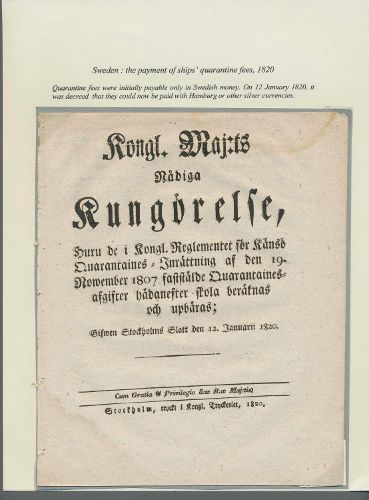 Sweden : the payment of ships' quarantine fees, 1820
Quarantine fees were initially payable only in Swedish money. On 12 January 1820, it
was decreed that they could now be paid with Hamburg or other silver currencies.
Kongl. Maj:ts
Nådiga
Kungörelse,
Huru de i Kongl. Reglementet för Känsö
Quarantaines-Inrättning af den 19.
November 1807 faststälde Quarantaines-
afgifter hädanefter skola beräknas
och upbäras;
Gifwen Stockholms Slott den 12. Januarii 1820.
Cum Gratia & Privilegio S:æ R:æ Maj:tis
Stockholm, tryckt i Kongl. Tryckeriet, 1820.